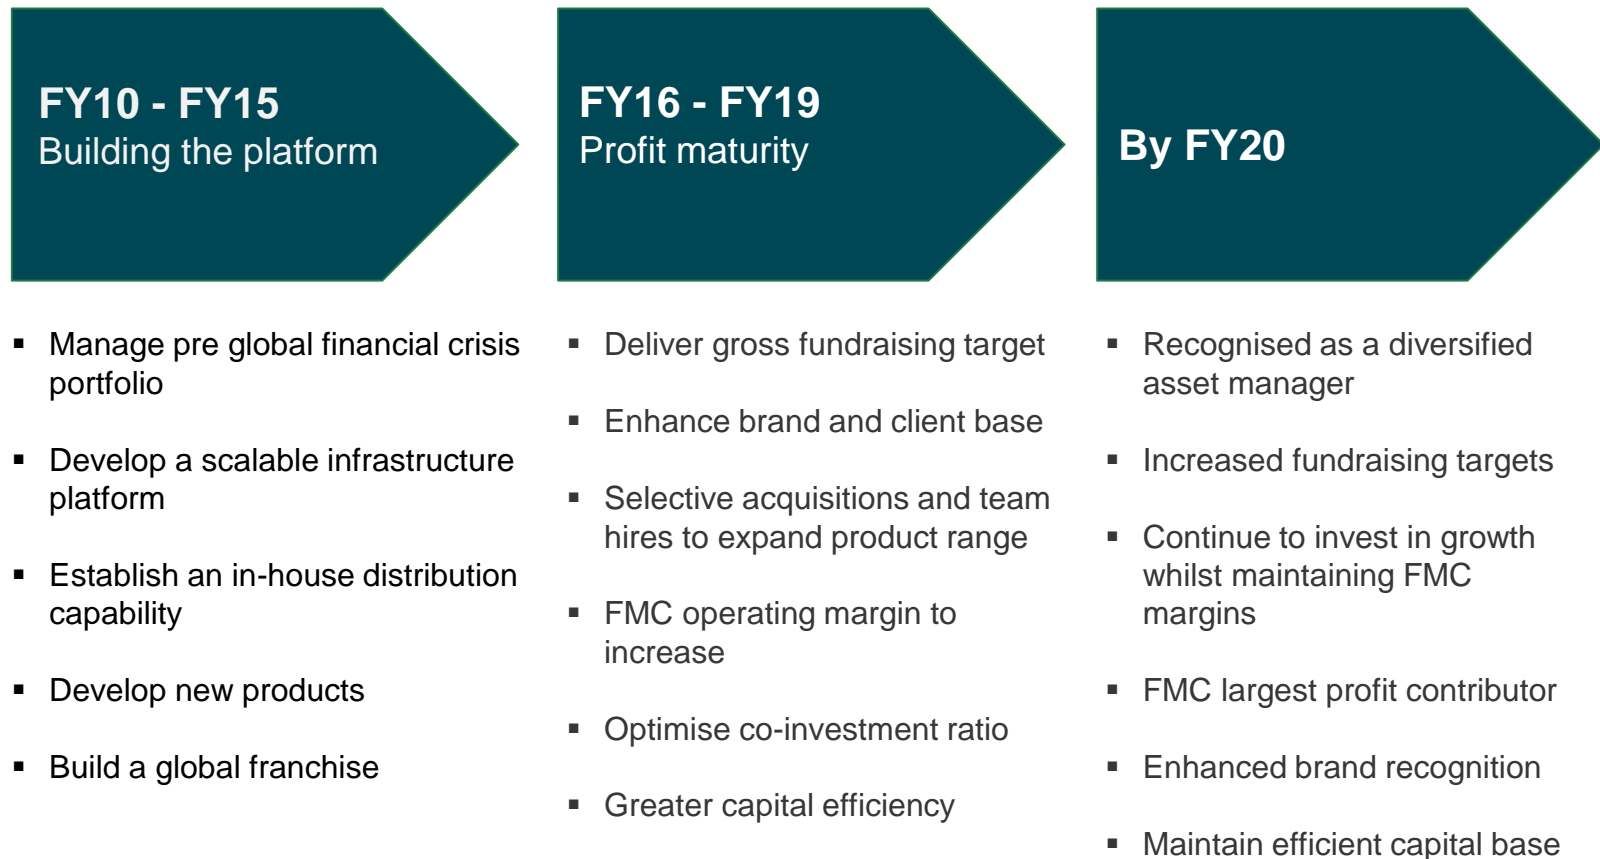 FY10 - FY15
Building the platform
▪ Manage pre global financial crisis
portfolio
▪ Develop a scalable infrastructure
platform
▪ Establish an in-house distribution
capability
▪ Develop new products
▪ Build a global franchise
FY16 - FY19
Profit maturity
▪ Deliver gross fundraising target
▪ Enhance brand and client base
▪ Selective acquisitions and team
hires to expand product range
▪ FMC operating margin to
increase
▪ Optimise co-investment ratio
▪ Greater capital efficiency
By FY20
▪ Recognised as a diversified
asset manager
▪ Increased fundraising targets
▪ Continue to invest in growth
whilst maintaining FMC
margins
▪ FMC largest profit contributor
▪ Enhanced brand recognition
▪ Maintain efficient capital base